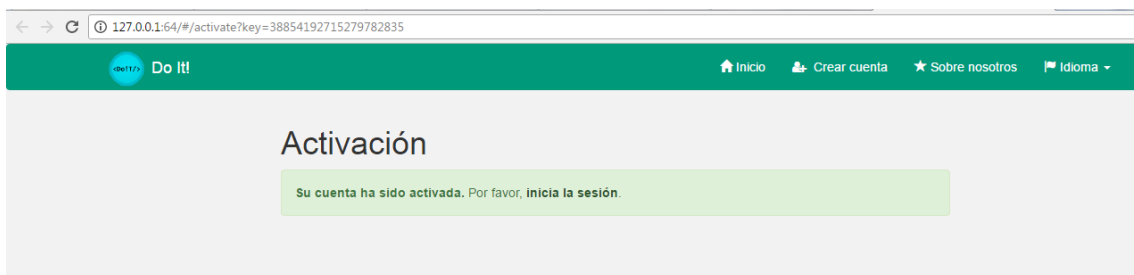 127.0.0.1:64/#/activate?key=38854192715279782835
<DoIT/> Do It! Inicio Crear cuenta Sobre nosotros Idioma
Activación
Su cuenta ha sido activada. Por favor, inicia la sesión.